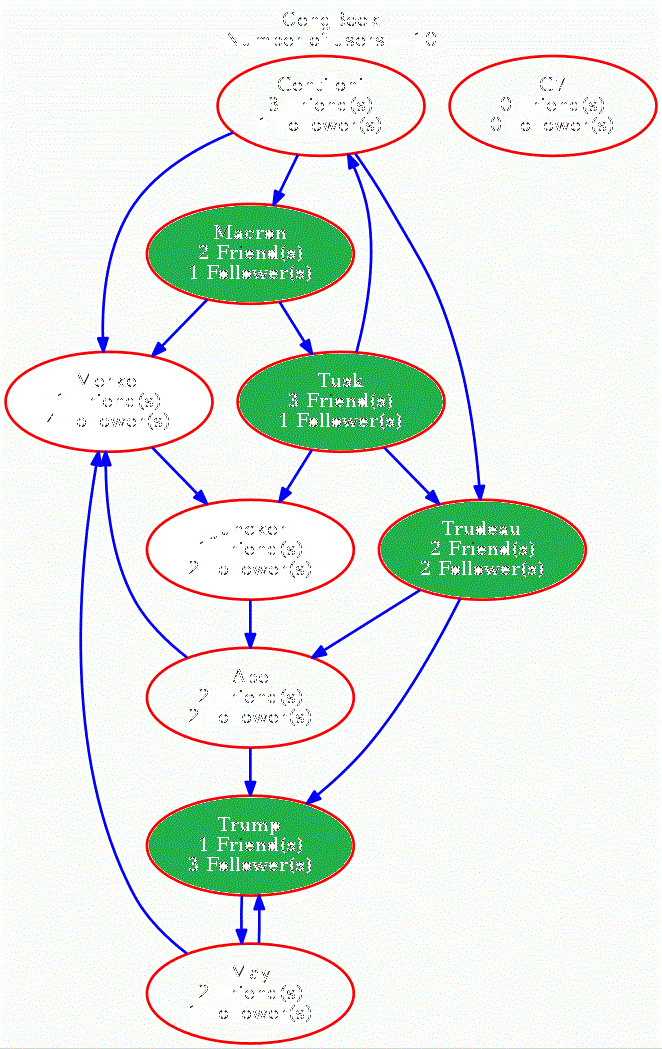 Book
Number of users = 10
Gentiloni
3 Friend(s)
1 Follower(s)
G7
0 Friend(s)
0 Follower(s)
Macron
2 Friend(s)
1 Follower(s)
Merkel
1 Friend(s)
4 Follower(s)
Tusk
3 Friend(s)
1 Follower(s)
Juncker
1 Friend(s)
2 Follower(s)
Trudeau
2 Friend(s)
2 Follower(s)
Abe
2 Friend(s)
2 Follower(s)
Trump
1 Friend(s)
3 Follower(s)
May
2 Friend(s)
1 Follower(s)